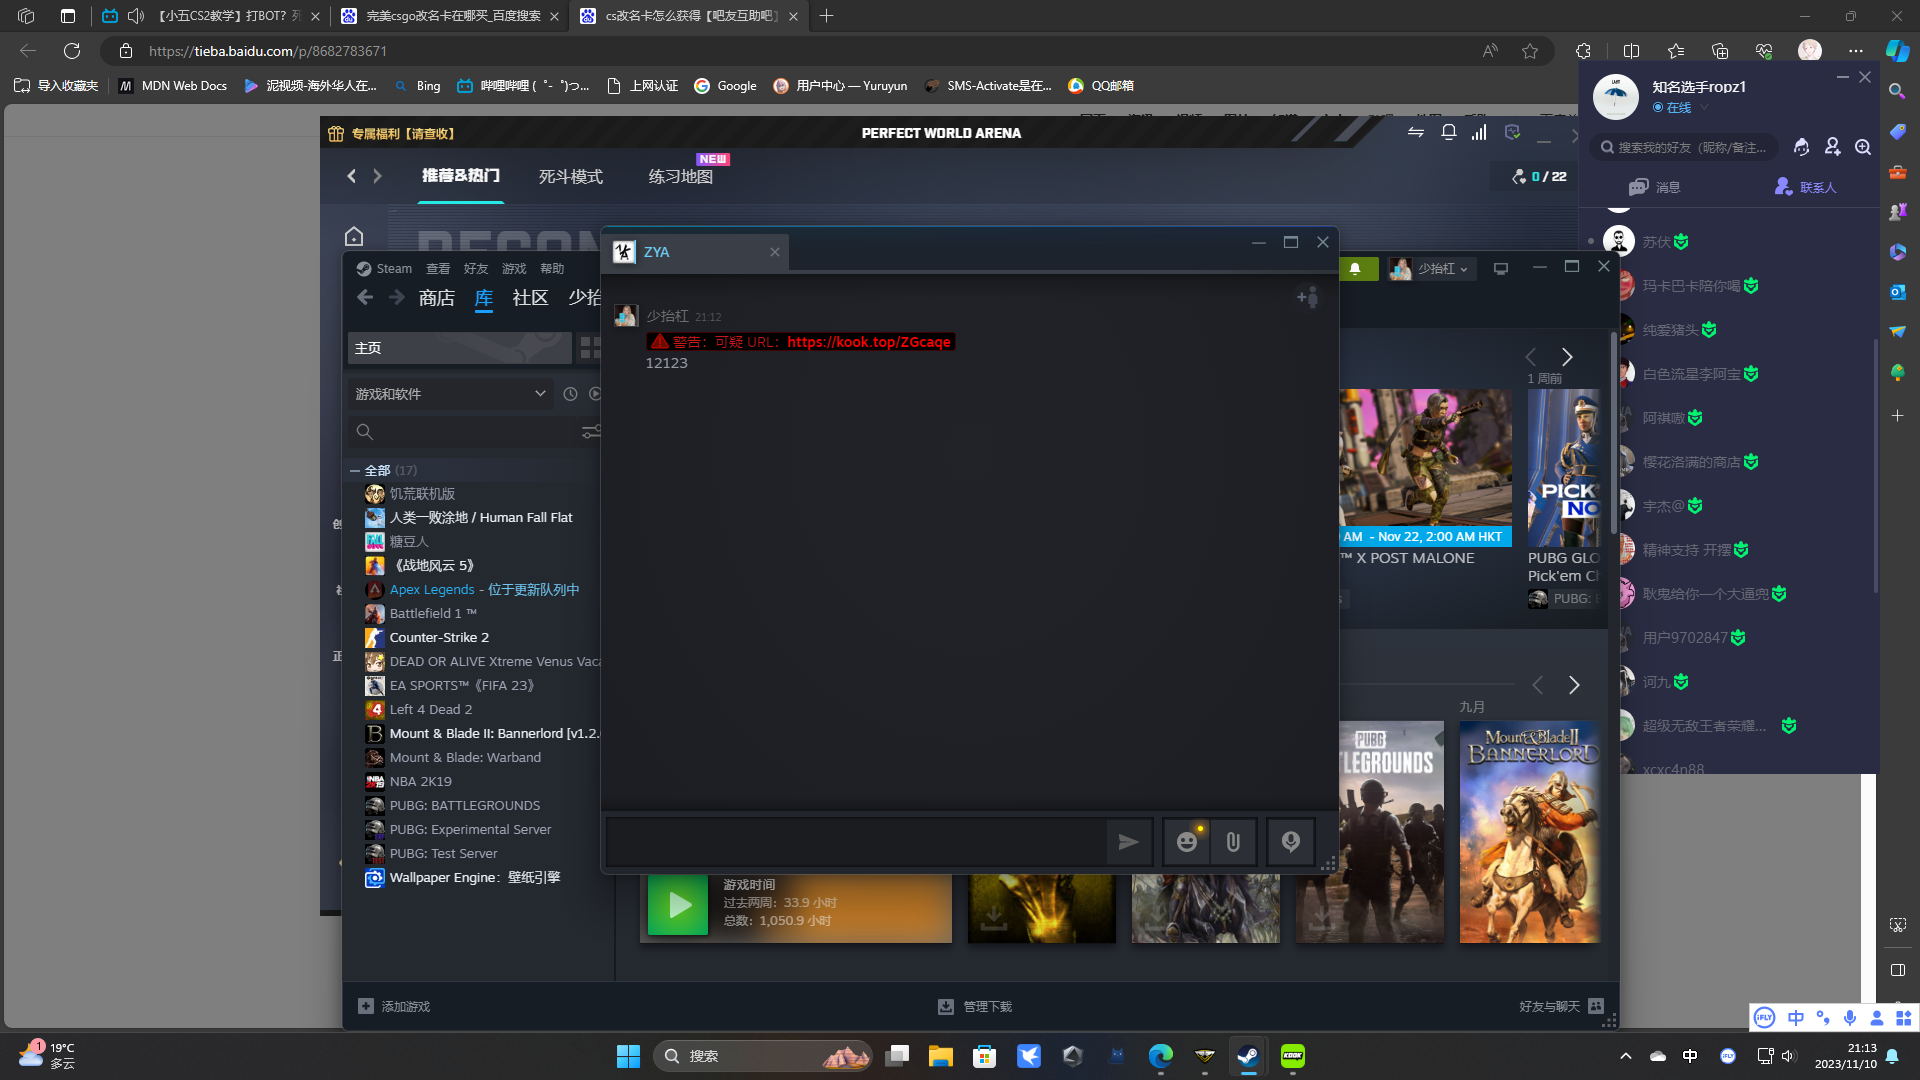 【小五CS2教学】打BOT？死
完美csgo改名卡在哪买_百度搜索
cs改名卡怎么获得【吧友互助吧】
https://tieba.baidu.com/p/8682783671
导入收藏夹
MDN Web Docs
泥视频-海外华人在...
Bing
哔哩哔哩 ( ゜- ゜)つ...
上网认证
Google
用户中心 — Yuruyun
SMS-Activate是在...
QQ邮箱
专属福利【请查收】
PERFECT WORLD ARENA
推荐&热门
死斗模式
练习地图
NEW
0 / 22
知名选手ropz1
在线
搜索我的好友（昵称/备注...
消息
联系人
苏伏
玛卡巴卡陪你喝
纯爱猪头
白色流星李阿宝
阿祺嗷
樱花洛满的商店
宇杰@
精神支持 开摆
耿鬼给你一个大逼兜
用户9702847
诃九
超级无敌王者荣耀...
xcxc4n88
Steam
查看
好友
游戏
帮助
少抬杠
商店
库
社区
少抬
主页
游戏和软件
全部 (17)
饥荒联机版
人类一败涂地 / Human Fall Flat
糖豆人
《战地风云 5》
Apex Legends - 位于更新队列中
Battlefield 1 ™
Counter-Strike 2
DEAD OR ALIVE Xtreme Venus Vaca
EA SPORTS™《FIFA 23》
Left 4 Dead 2
Mount & Blade II: Bannerlord [v1.2.
Mount & Blade: Warband
NBA 2K19
PUBG: BATTLEGROUNDS
PUBG: Experimental Server
PUBG: Test Server
Wallpaper Engine：壁纸引擎
ZYA
少抬杠 21:12
警告：可疑 URL： https://kook.top/ZGcaqe
12123
1 周前
AM - Nov 22, 2:00 AM HKT
™ X POST MALONE
PICK
NO
PUBG GLO
Pick'em Ch
PUBG: B
九月
PUBG
TLEGROUNDS
Mount & Blade II
BANNERLORD
游戏时间
过去两周：33.9 小时
总数：1,050.9 小时
添加游戏
管理下载
好友与聊天
iFLY
中
1
19°C
多云
搜索
KOOK
中
21:13
2023/11/10